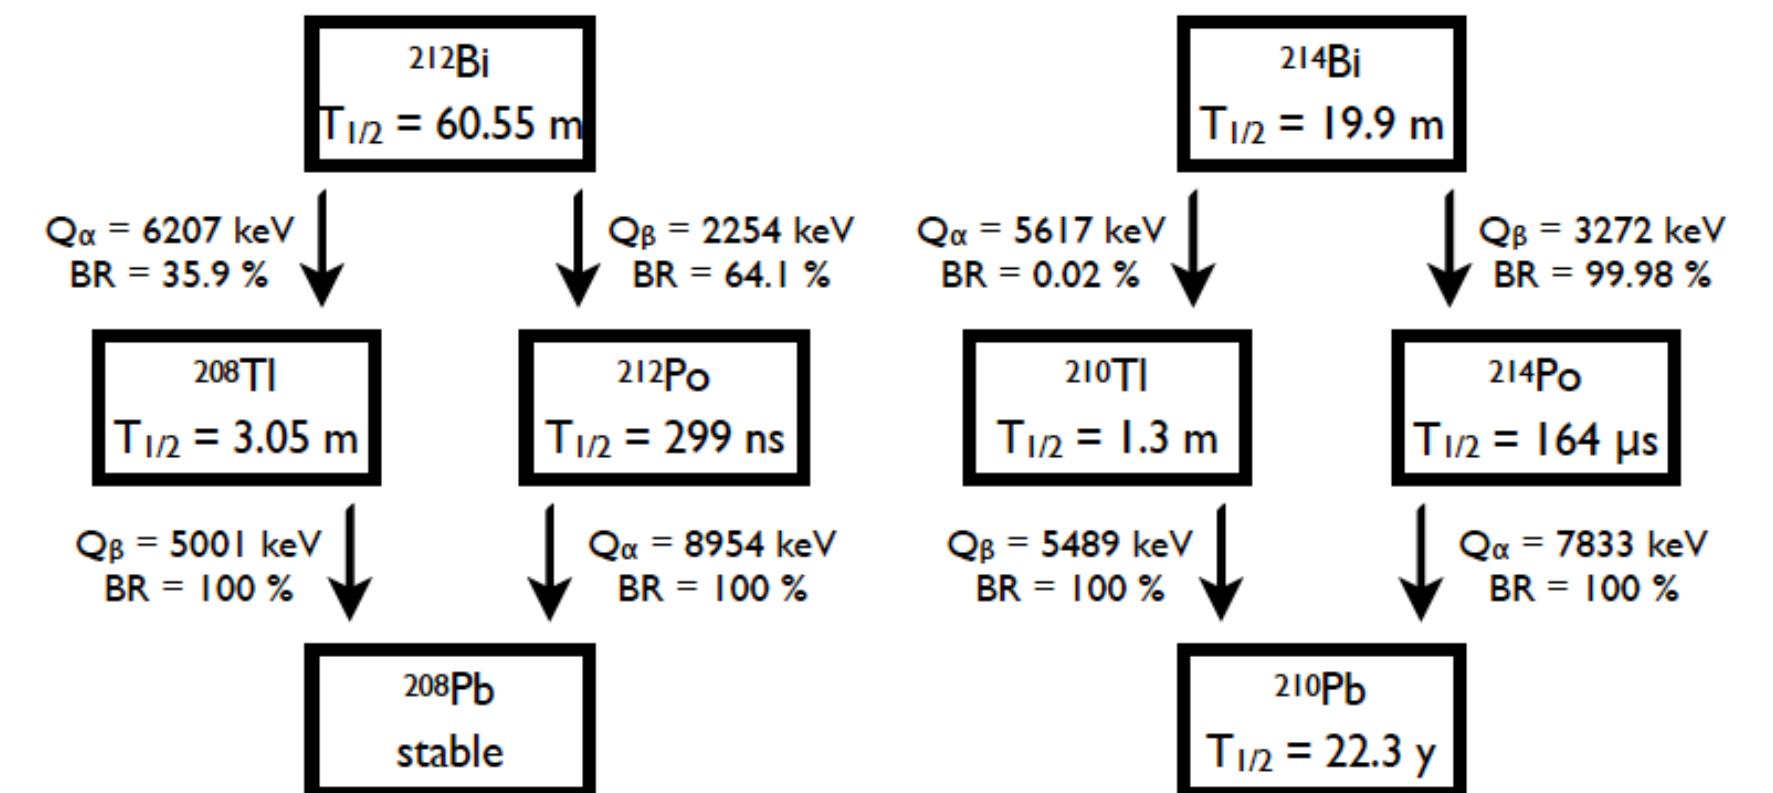 ²¹²Bi
T₁/₂ = 60.55 m
²¹⁴Bi
T₁/₂ = 19.9 m
Qα = 6207 keV
BR = 35.9 %
Qβ = 2254 keV
BR = 64.1 %
Qα = 5617 keV
BR = 0.02 %
Qβ = 3272 keV
BR = 99.98 %
²⁰⁸Tl
T₁/₂ = 3.05 m
²¹²Po
T₁/₂ = 299 ns
²¹⁰Tl
T₁/₂ = 1.3 m
²¹⁴Po
T₁/₂ = 164 μs
Qβ = 5001 keV
BR = 100 %
Qα = 8954 keV
BR = 100 %
Qβ = 5489 keV
BR = 100 %
Qα = 7833 keV
BR = 100 %
²⁰⁸Pb
stable
²¹⁰Pb
T₁/₂ = 22.3 y